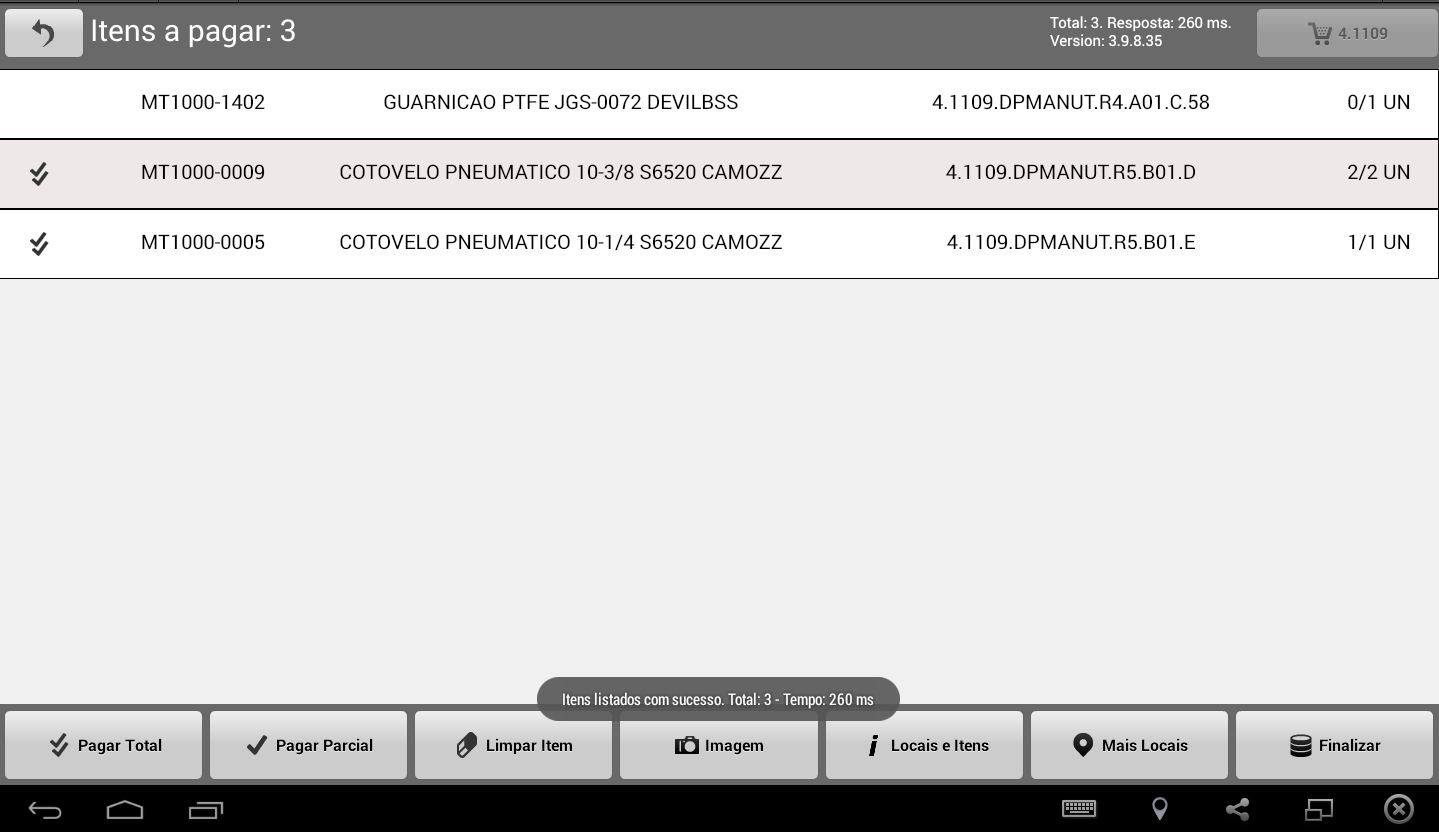 Itens a pagar: 3
Total: 3. Resposta: 260 ms.
Version: 3.9.8.35
4.1109
MT1000-1402 GUARNICAO PTFE JGS-0072 DEVILBSS 4.1109.DPMANUT.R4.A01.C.58 0/1 UN
MT1000-0009 COTOVELO PNEUMATICO 10-3/8 S6520 CAMOZZ 4.1109.DPMANUT.R5.B01.D 2/2 UN
MT1000-0005 COTOVELO PNEUMATICO 10-1/4 S6520 CAMOZZ 4.1109.DPMANUT.R5.B01.E 1/1 UN
Itens listados com sucesso. Total: 3 - Tempo: 260 ms
Pagar Total Pagar Parcial Limpar Item Imagem Locais e Itens Mais Locais Finalizar